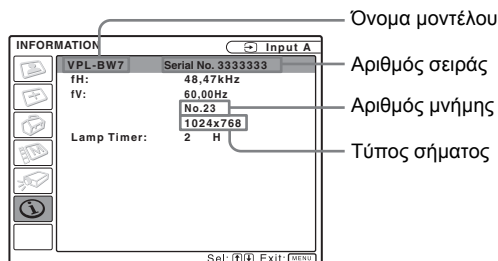 INFORMATION
Input A
VPL-BW7 Serial No. 3333333
fH: 48,47kHz
fV: 60,00Hz
No.23
1024x768
Lamp Timer: 2 H
Sel: Exit: MENU
Όνομα μοντέλου
Αριθμός σειράς
Αριθμός μνήμης
Τύπος σήματος